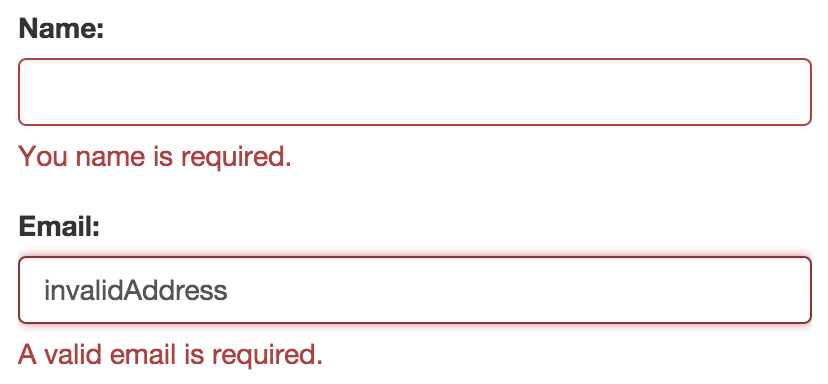 Name:
You name is required.
Email:
invalidAddress
A valid email is required.